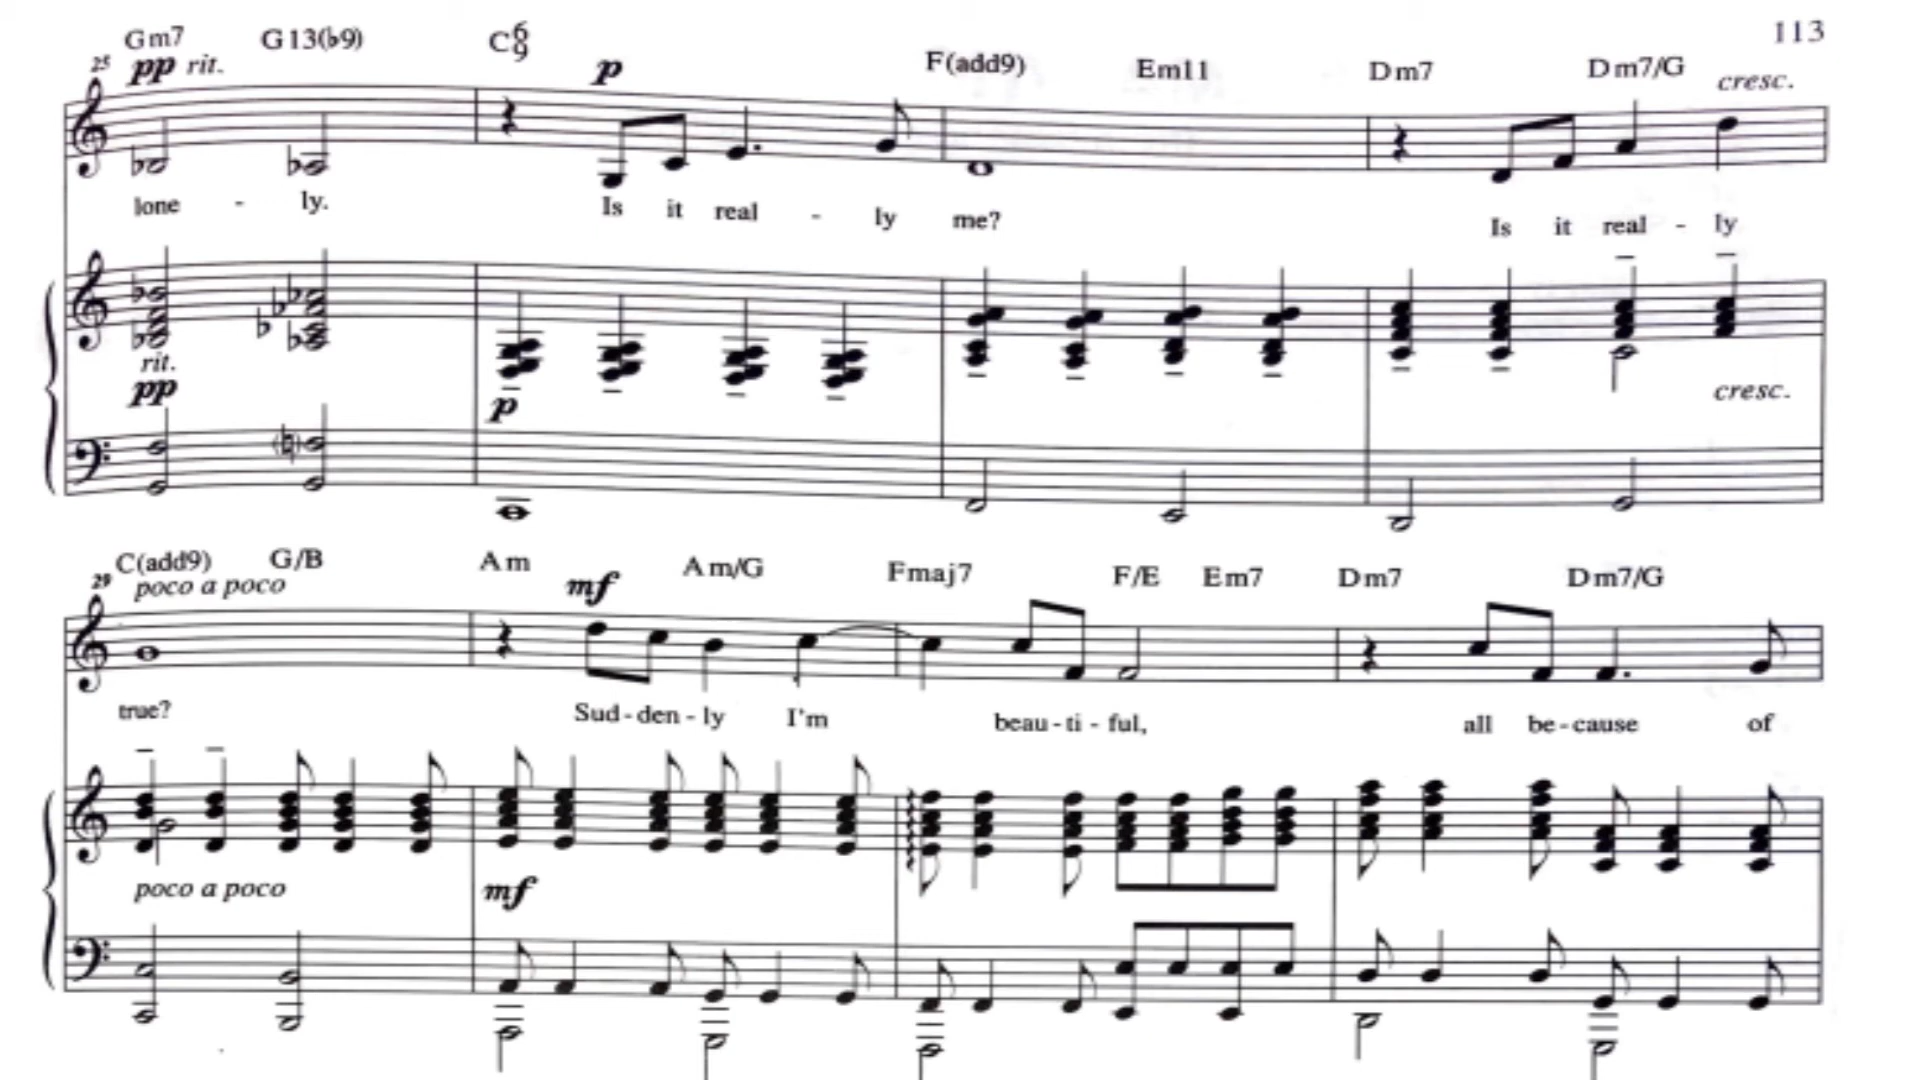 113
Gm7 G13(♭9) C6/9 F(add9) Em11 Dm7 Dm7/G
25 pp rit. p cresc.
lone - ly. Is it real - ly me? Is it real - ly
rit.
pp p cresc.
C(add9) G/B Am Am/G Fmaj7 F/E Em7 Dm7 Dm7/G
29 poco a poco mf
true? Sud - den - ly I'm beau - ti - ful, all be - cause of
poco a poco mf